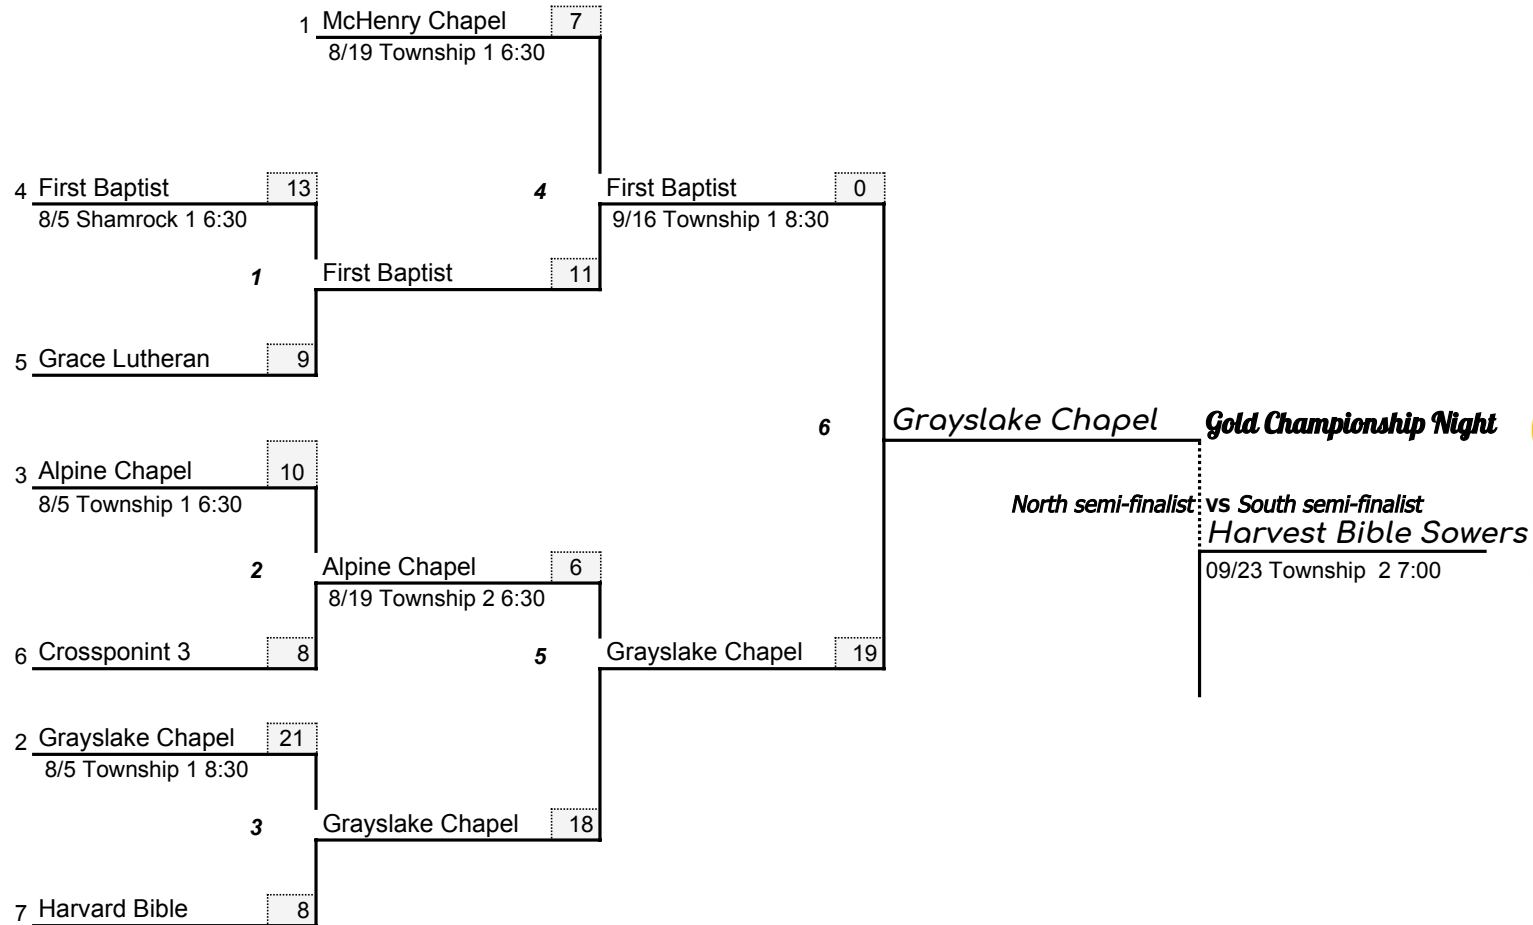 1 McHenry Chapel 7
8/19 Township 1 6:30
4 First Baptist 13
4 First Baptist 0
8/5 Shamrock 1 6:30
9/16 Township 1 8:30
1 First Baptist 11
5 Grace Lutheran 9
6 Grayslake Chapel Gold Championship Night
3 Alpine Chapel 10
8/5 Township 1 6:30
North semi-finalist vs South semi-finalist
Harvest Bible Sowers
2 Alpine Chapel 6
09/23 Township 2 7:00
8/19 Township 2 6:30
6 Crossponint 3 8
5 Grayslake Chapel 19
2 Grayslake Chapel 21
8/5 Township 1 8:30
3 Grayslake Chapel 18
7 Harvard Bible 8